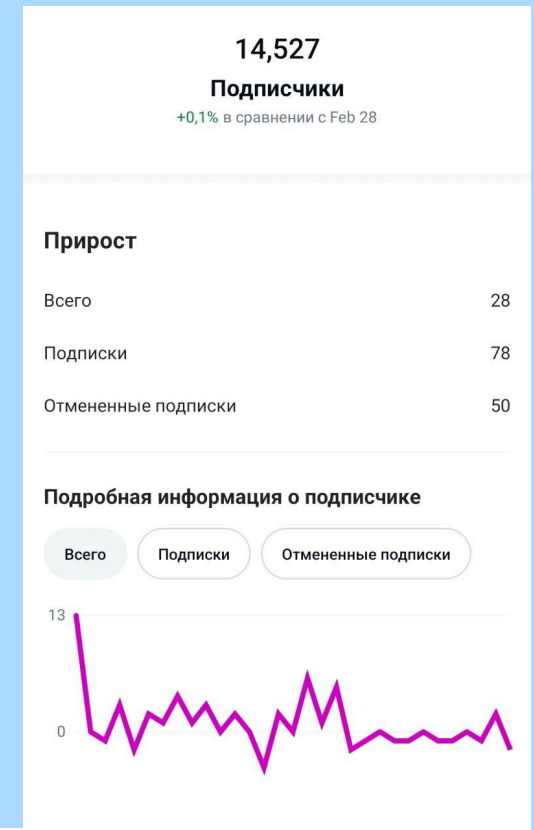 14,527
Подписчики
+0,1% в сравнении с Feb 28
Прирост
Всего 28
Подписки 78
Отмененные подписки 50
Подробная информация о подписчике
Всего Подписки Отмененные подписки
13
0